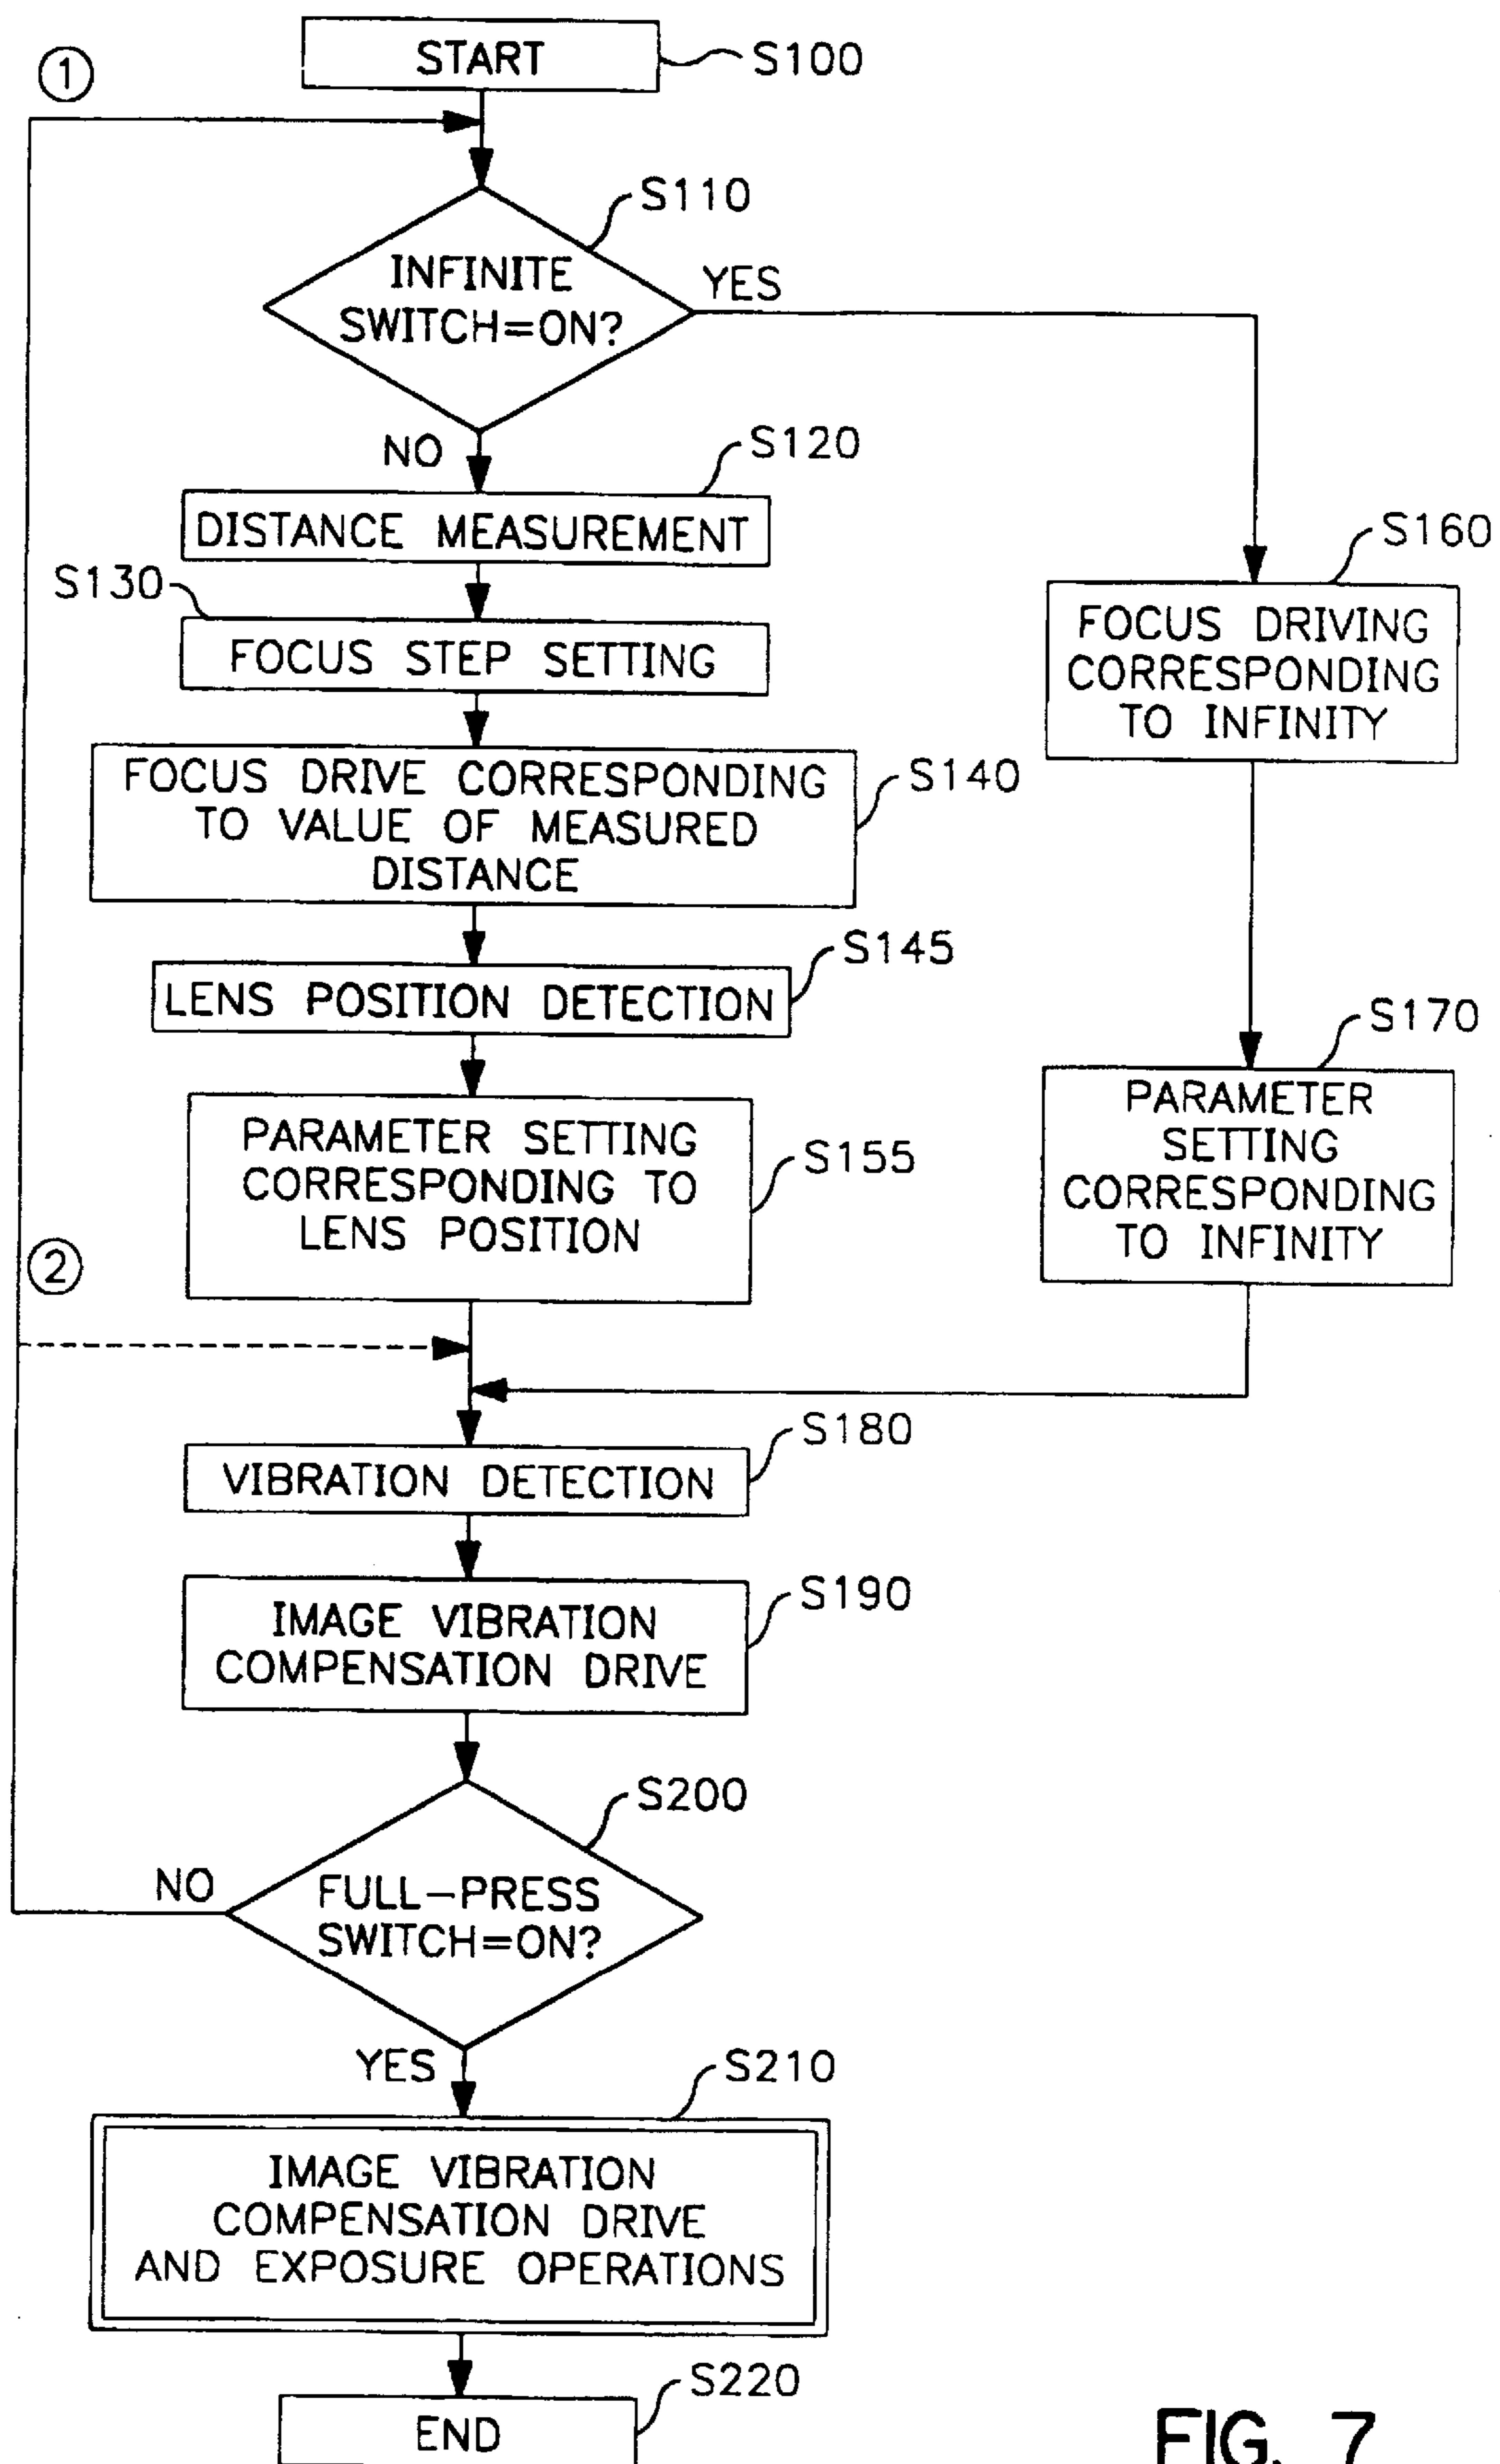 START
S100
①
S110
INFINITE
SWITCH=ON?
YES
NO
S120
DISTANCE MEASUREMENT
S130
FOCUS STEP SETTING
S160
FOCUS DRIVING
CORRESPONDING
TO INFINITY
FOCUS DRIVE CORRESPONDING
TO VALUE OF MEASURED
DISTANCE
S140
S145
LENS POSITION DETECTION
S170
PARAMETER
SETTING
CORRESPONDING
TO INFINITY
PARAMETER SETTING
CORRESPONDING TO
LENS POSITION
S155
②
S180
VIBRATION DETECTION
S190
IMAGE VIBRATION
COMPENSATION DRIVE
S200
NO
FULL-PRESS
SWITCH=ON?
YES
S210
IMAGE VIBRATION
COMPENSATION DRIVE
AND EXPOSURE OPERATIONS
S220
END
FIG. 7